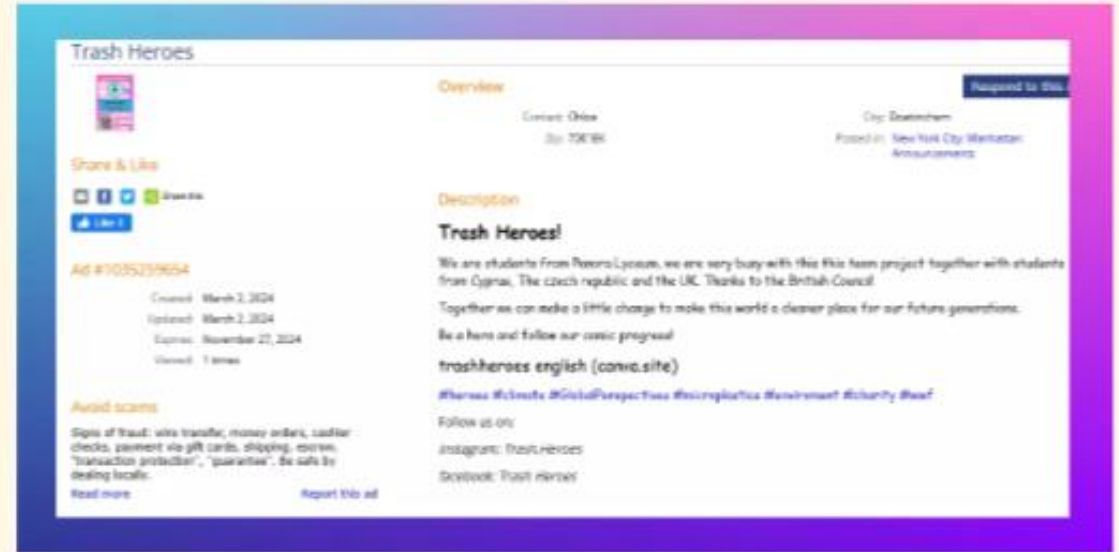 Trash Heroes
Share & Like
Share this
Like 1
Ad #1035259654
Created: March 2, 2024
Updated: March 2, 2024
Expires: November 27, 2024
Viewed: 1 times
Avoid scams
Signs of fraud: wire transfer, money orders, cashier
checks, payment via gift cards, shipping, escrow,
"transaction protection", "guarantee". Be safe by
dealing locally.
Read more Report this ad
Overview
Respond to this
Contact: Chloe
City: Doetinchem
Zip:
Posted in: New York City, Manhattan
Announcements
Description
Trash Heroes!
We are students from Lyceum, we are very busy with this this team project together with students
from Cyprus, The czech republic and the UK. Thanks to the British Council
Together we can make a little change to make this world a cleaner place for our future generations.
Be a hero and follow our comic progress!
trashheroes english (canva.site)
#heroes #climate #GlobalPerspectives #microplastics #environment #charity #eeef
Follow us on:
instagram: Trash.Heroes
facebook: Trash Heroes